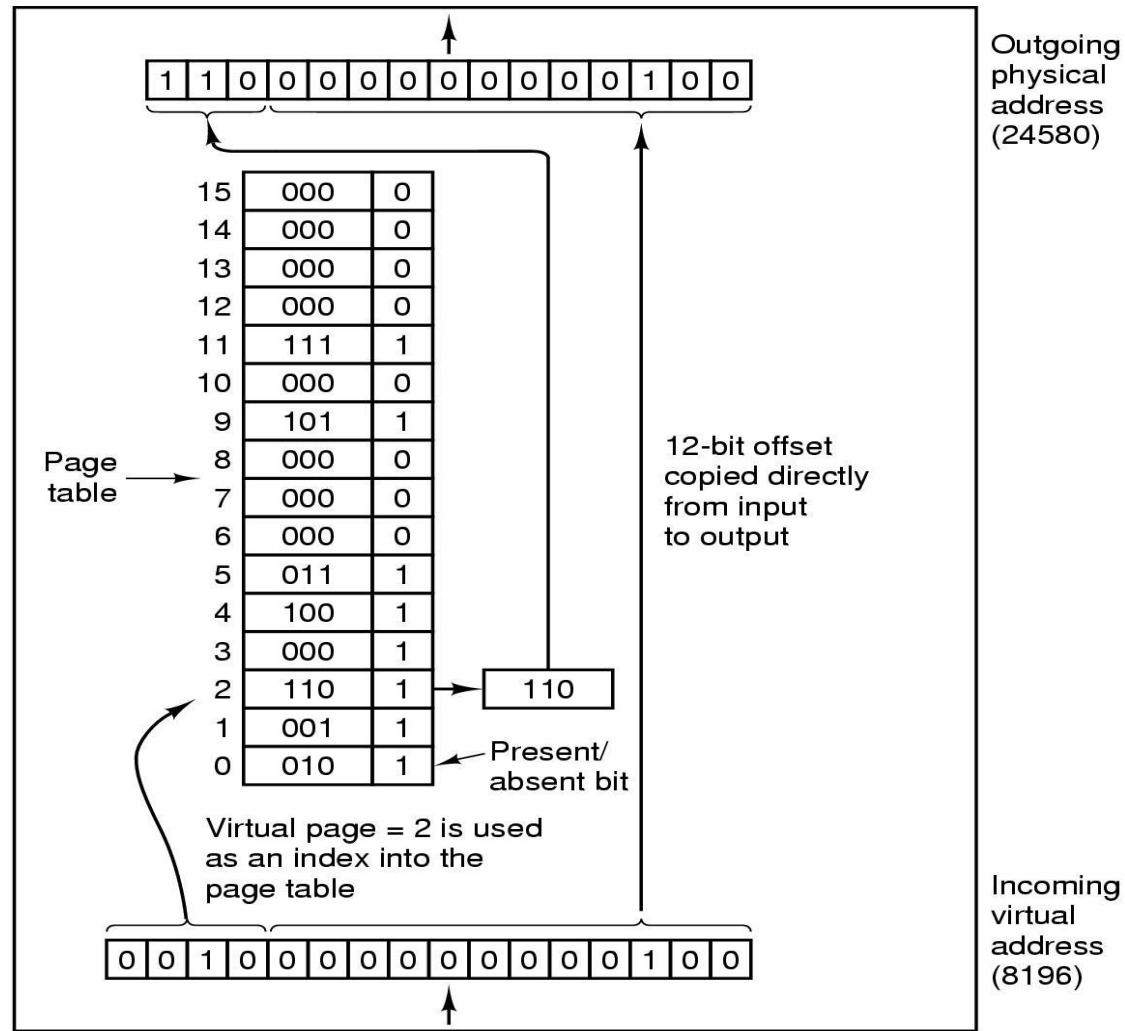 Outgoing
physical
address
(24580)
1 1 0 0 0 0 0 0 0 0 0 0 1 0 0
15 000 0
14 000 0
13 000 0
12 000 0
11 111 1
10 000 0
9 101 1
8 000 0
7 000 0
6 000 0
5 011 1
4 100 1
3 000 1
2 110 1 110
1 001 1
0 010 1
Page
table
12-bit offset
copied directly
from input
to output
Present/
absent bit
Virtual page = 2 is used
as an index into the
page table
0 0 1 0 0 0 0 0 0 0 0 0 0 1 0 0
Incoming
virtual
address
(8196)